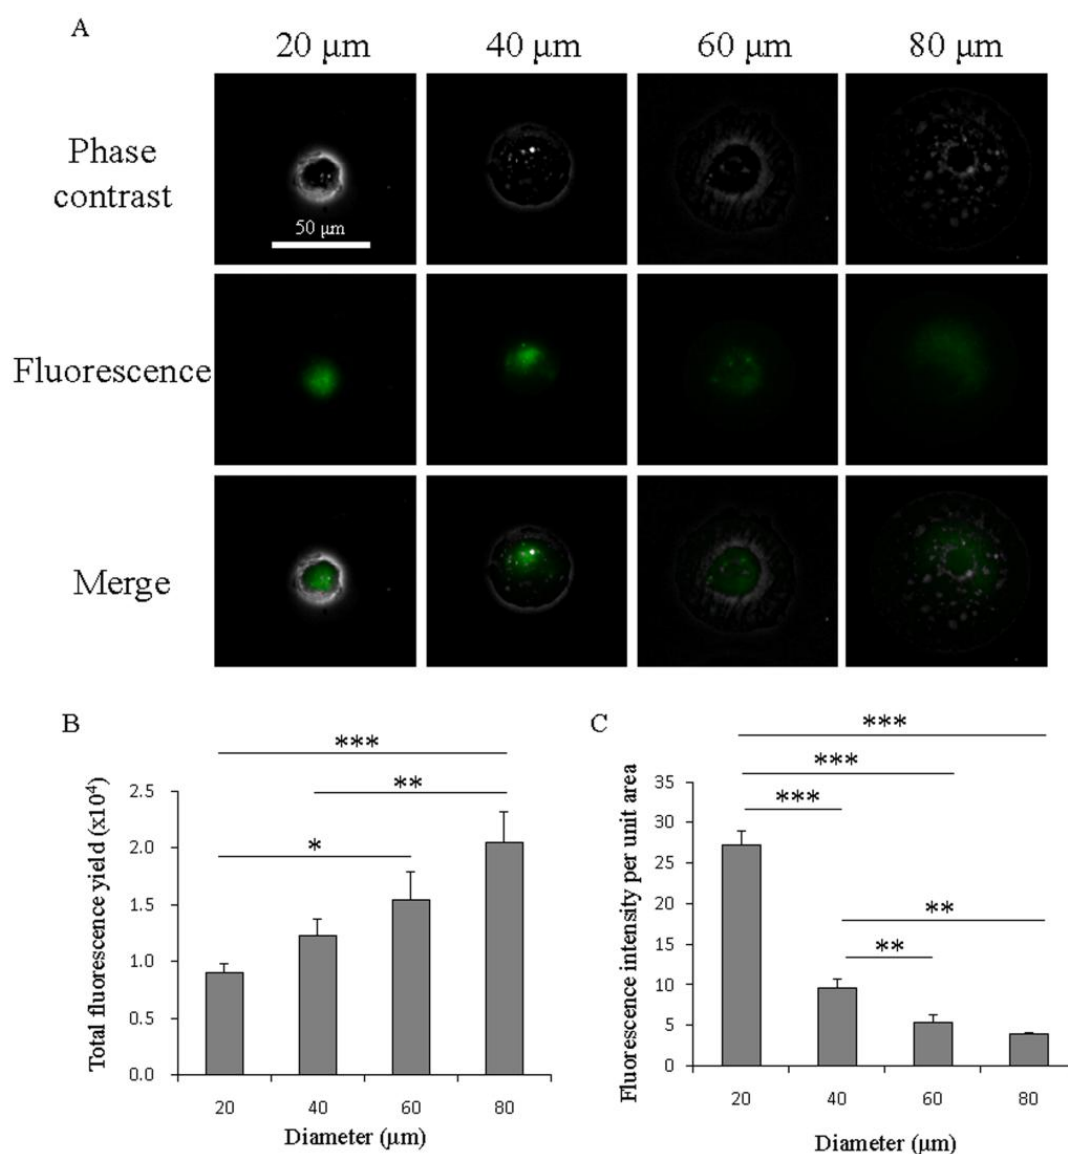 A
20 μm 40 μm 60 μm 80 μm
Phase
contrast
50 μm
Fluorescence
Merge
B
***
**
*
Total fluorescence yield (x10⁴)
2.5
2.0
1.5
1.0
0.5
0.0
20 40 60 80
Diameter (μm)
C
***
***
***
**
**
Fluorescence intensity per unit area
35
30
25
20
15
10
5
0
20 40 60 80
Diameter (μm)